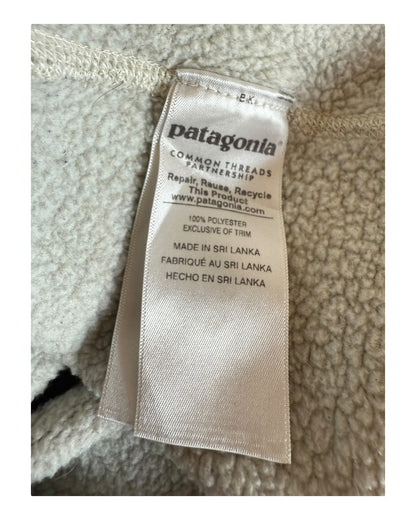 patagonia®
COMMON THREADS
PARTNERSHIP
Repair, Reuse, Recycle
This Product
www.patagonia.com
100% POLYESTER
EXCLUSIVE OF TRIM
MADE IN SRI LANKA
FABRIQUÉ AU SRI LANKA
HECHO EN SRI LANKA